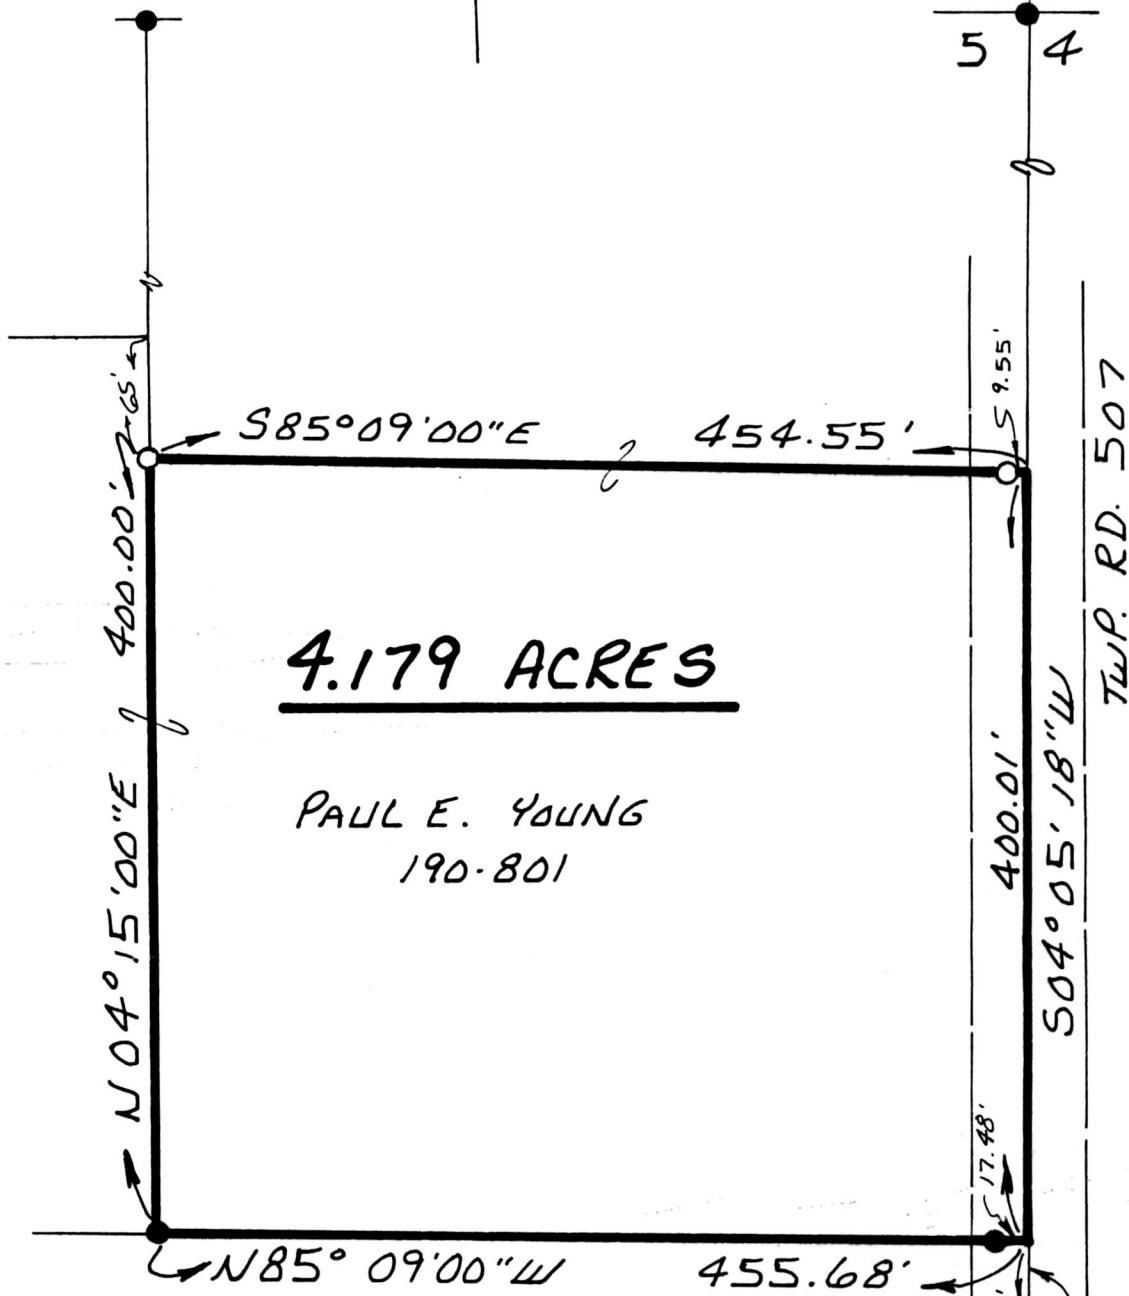 5 4
65'
9.55'
S85°09'00"E 454.55'
400.00'
TWP. RD. 507
4.179 ACRES
PAUL E. YOUNG
190-801
N04°15'00"E
400.01'
S04°05'18"W
17.48'
N85°09'00"W 455.68'